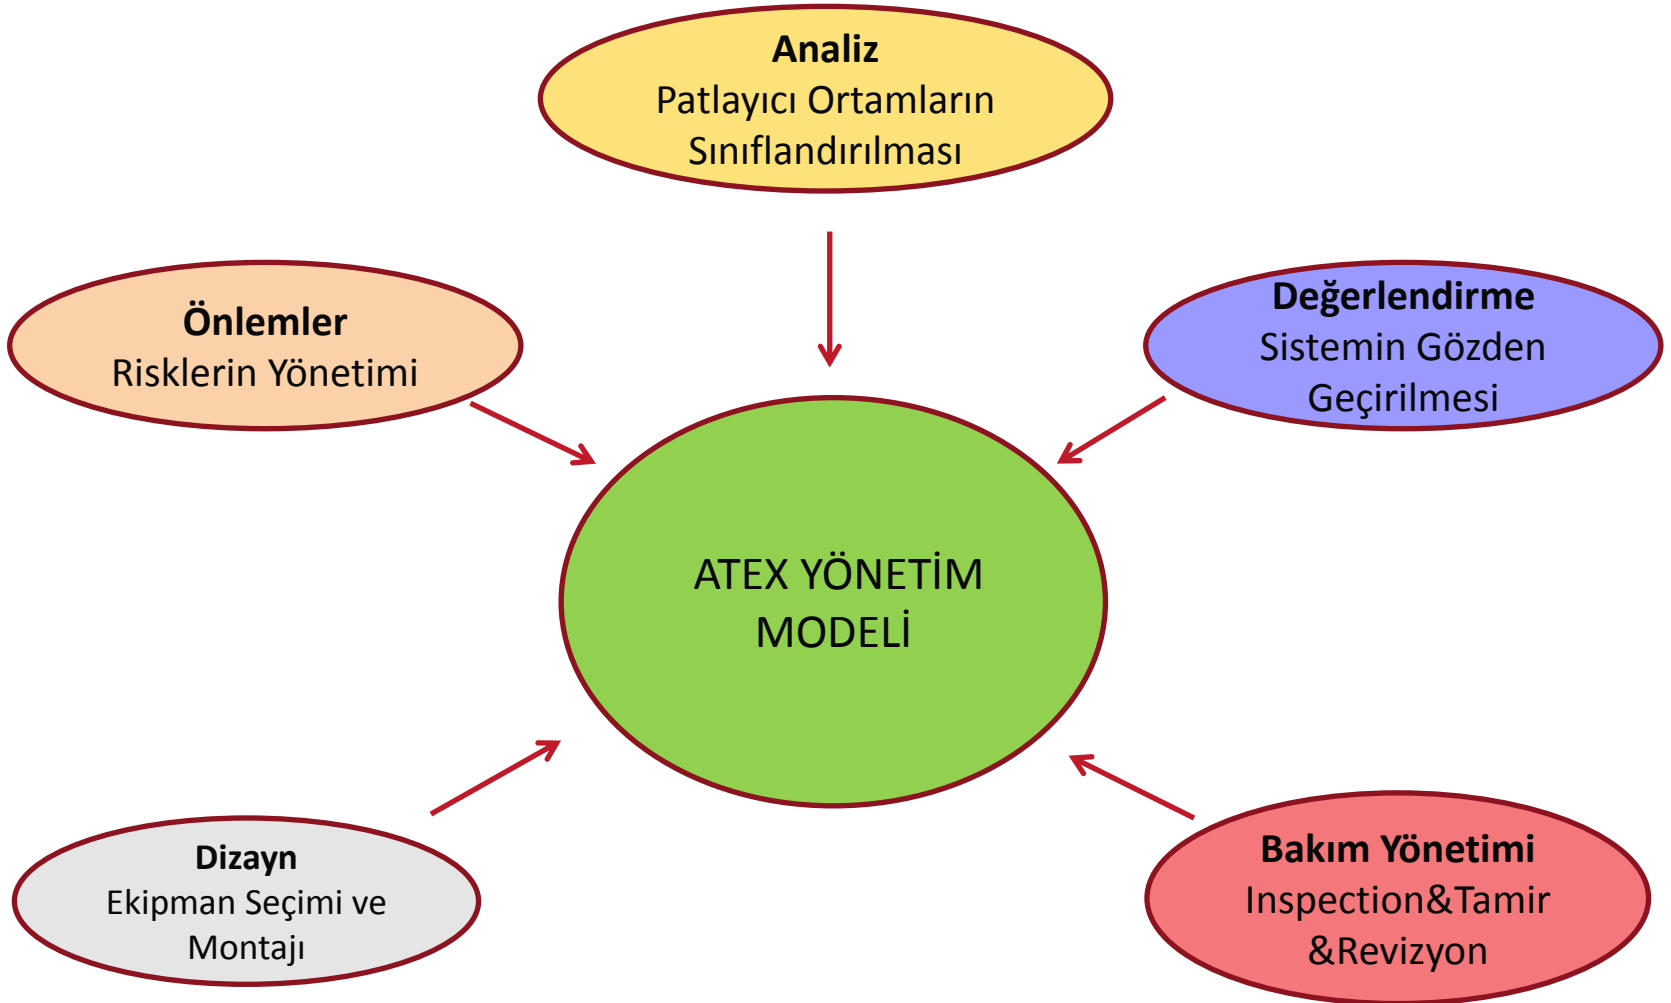 Analiz
Patlayıcı Ortamların
Sınıflandırılması
Önlemler
Risklerin Yönetimi
Değerlendirme
Sistemin Gözden
Geçirilmesi
ATEX YÖNETİM
MODELİ
Dizayn
Ekipman Seçimi ve
Montajı
Bakım Yönetimi
Inspection&Tamir
&Revizyon